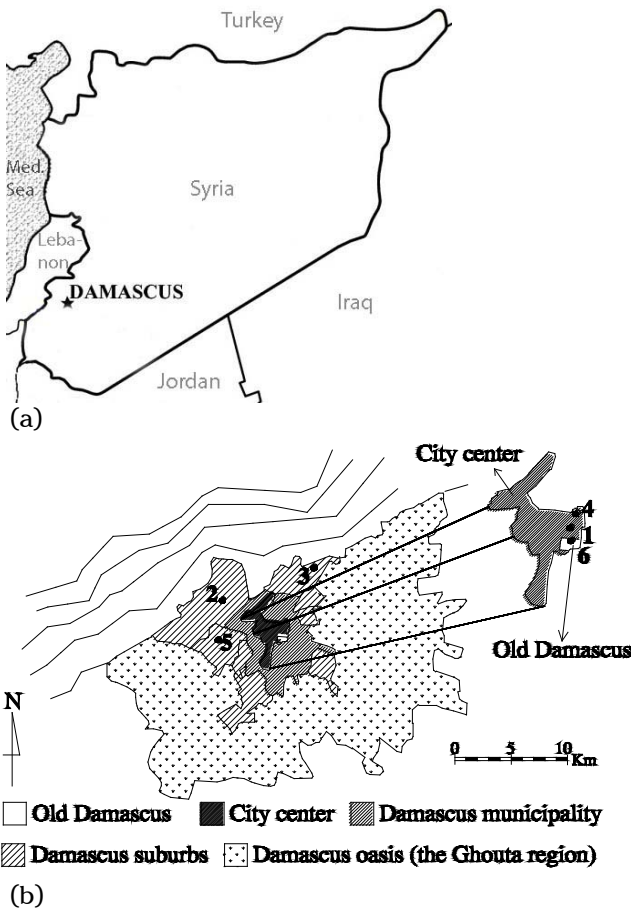 Turkey
Med.
Sea
Syria
Leba-
non
DAMASCUS
Iraq
Jordan
(a)
City center
4
1
6
3
2
5
Old Damascus
N
0 5 10
Km
Old Damascus City center Damascus municipality
Damascus suburbs Damascus oasis (the Ghouta region)
(b)